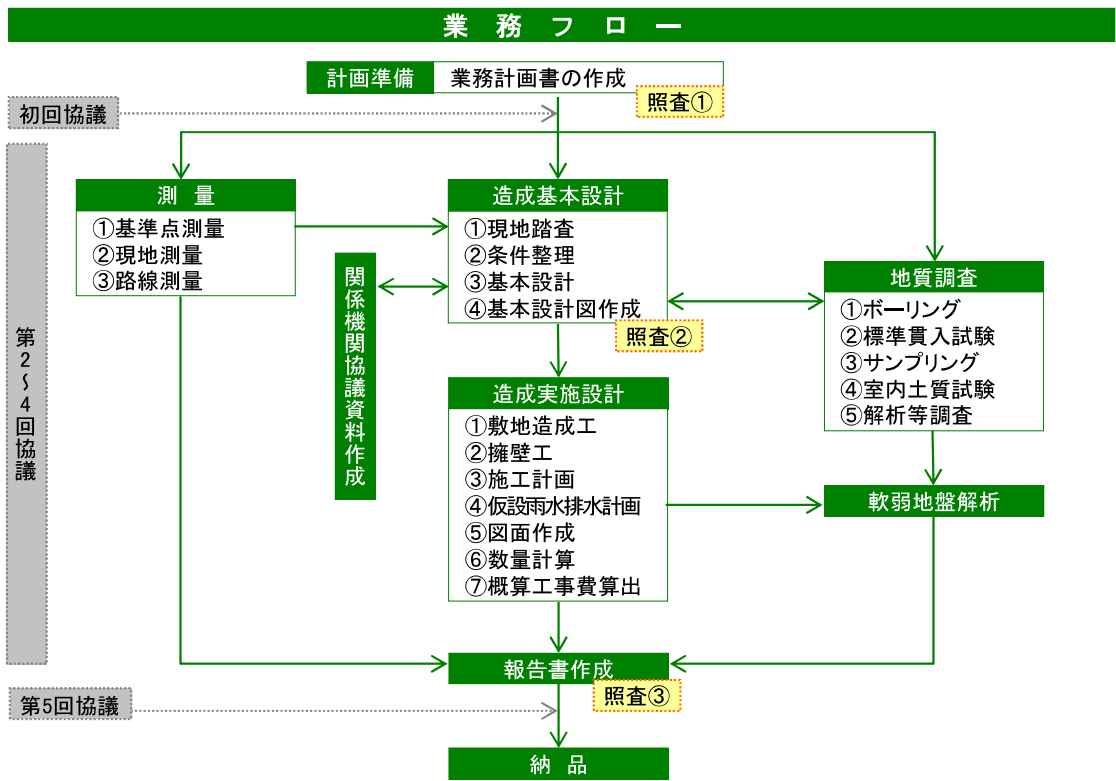 業務フロー
計画準備 業務計画書の作成
照査①
初回協議
第2~4回協議
測量
①基準点測量
②現地測量
③路線測量
造成基本設計
①現地踏査
②条件整理
③基本設計
④基本設計図作成
照査②
関係機関協議資料作成
地質調査
①ボーリング
②標準貫入試験
③サンプリング
④室内土質試験
⑤解析等調査
造成実施設計
①敷地造成工
②擁壁工
③施工計画
④仮設雨水排水計画
⑤図面作成
⑥数量計算
⑦概算工事費算出
軟弱地盤解析
報告書作成
照査③
第5回協議
納品